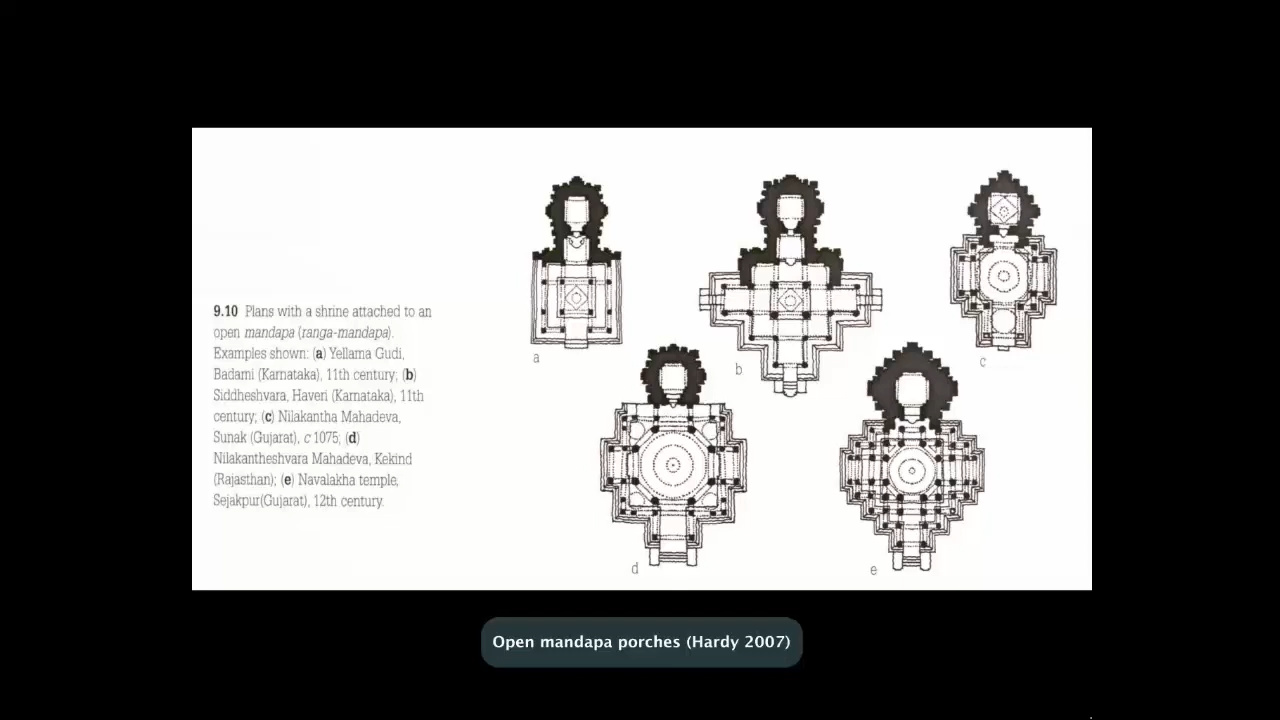 9.10 Plans with a shrine attached to an
open mandapa (ranga-mandapa).
Examples shown: (a) Yellama Gudi,
Badami (Karnataka), 11th century; (b)
Siddheshvara, Haveri (Karnataka), 11th
century; (c) Nilakantha Mahadeva,
Sunak (Gujarat), c 1075; (d)
Nilakantheshvara Mahadeva, Kekind
(Rajasthan); (e) Navalakha temple,
Sejakpur(Gujarat), 12th century.
a
b
c
d
e
Open mandapa porches (Hardy 2007)